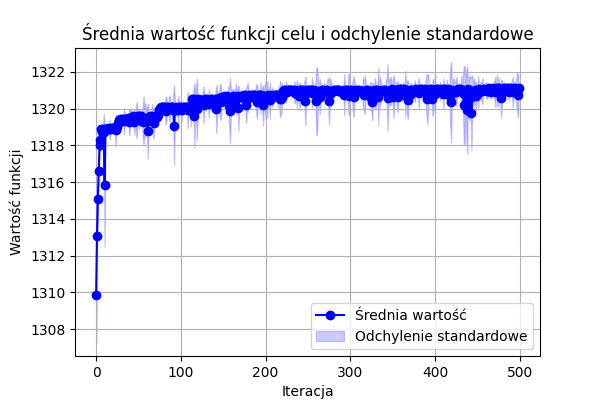 Średnia wartość funkcji celu i odchylenie standardowe
1322
1320
1318
1316
1314
1312
1310
1308
Wartość funkcji
0 100 200 300 400 500
Iteracja
Średnia wartość
Odchylenie standardowe